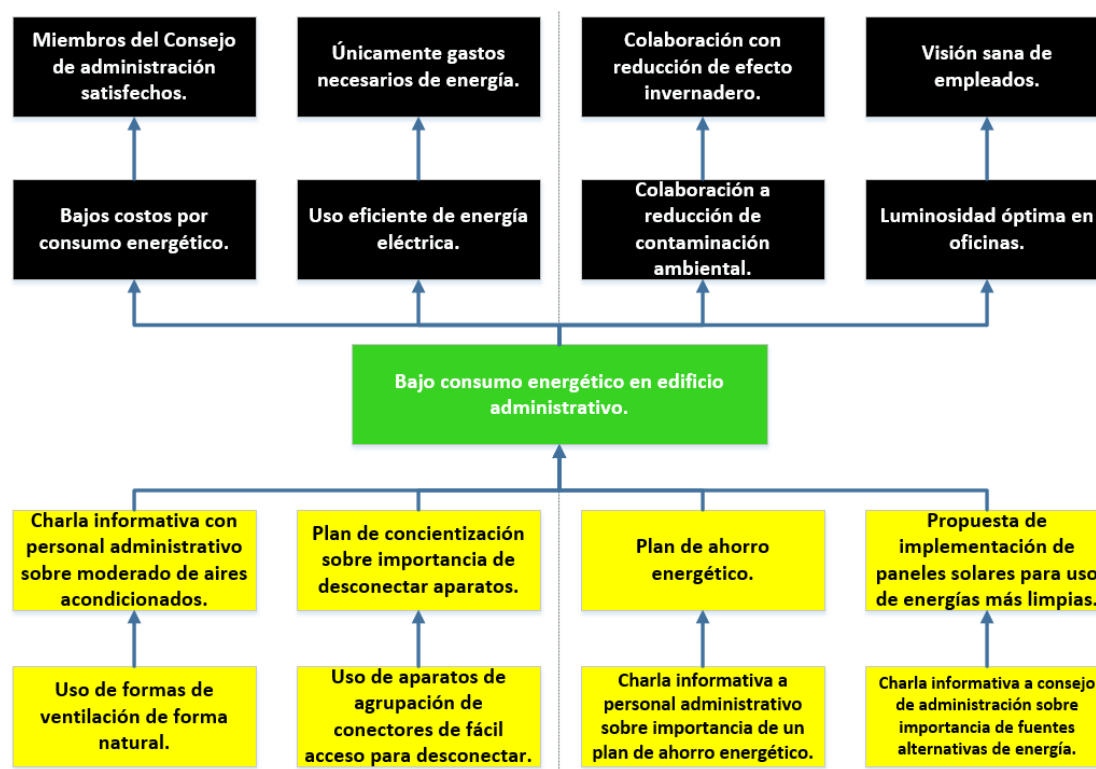 Miembros del Consejo
de administración
satisfechos.
Únicamente gastos
necesarios de energía.
Colaboración con
reducción de efecto
invernadero.
Visión sana de
empleados.
Bajos costos por
consumo energético.
Uso eficiente de energía
eléctrica.
Colaboración a
reducción de
contaminación
ambiental.
Luminosidad óptima en
oficinas.
Bajo consumo energético en edificio
administrativo.
Charla informativa con
personal administrativo
sobre moderado de aires
acondicionados.
Plan de concientización
sobre importancia de
desconectar aparatos.
Plan de ahorro
energético.
Propuesta de
implementación de
paneles solares para uso
de energías más limpias.
Uso de formas de
ventilación de forma
natural.
Uso de aparatos de
agrupación de
conectores de fácil
acceso para desconectar.
Charla informativa a
personal administrativo
sobre importancia de un
plan de ahorro energético.
Charla informativa a consejo
de administración sobre
importancia de fuentes
alternativas de energía.